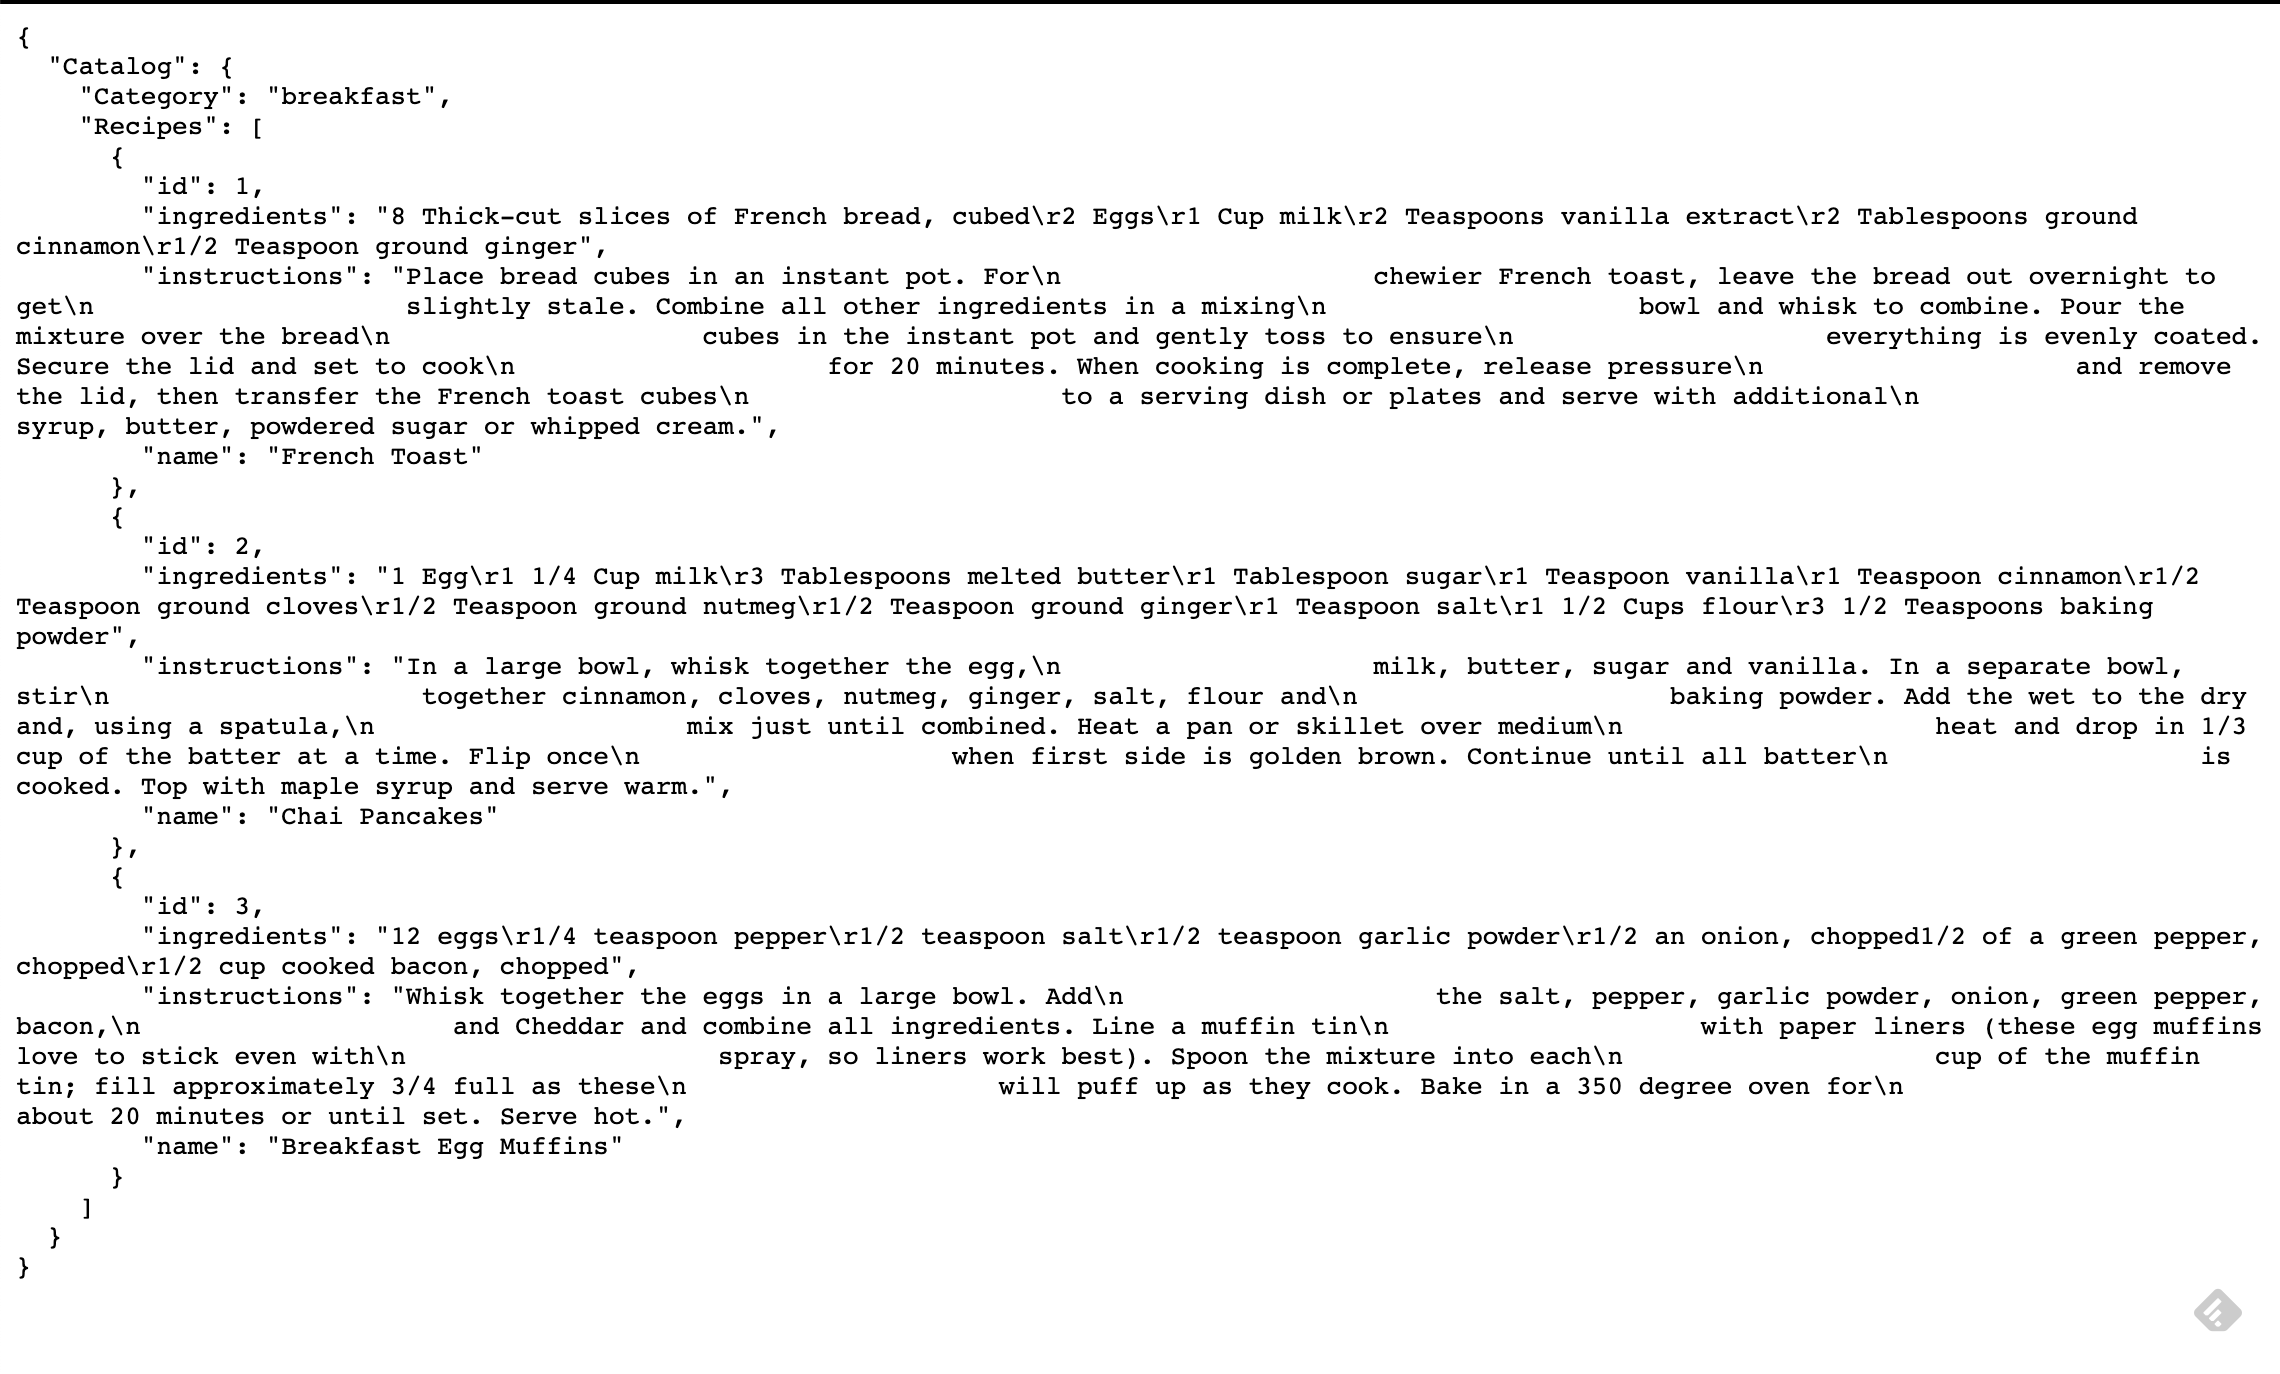 {
  "Catalog": {
    "Category": "breakfast",
    "Recipes": [
      {
        "id": 1,
        "ingredients": "8 Thick-cut slices of French bread, cubed\r2 Eggs\r1 Cup milk\r2 Teaspoons vanilla extract\r2 Tablespoons ground
cinnamon\r1/2 Teaspoon ground ginger",
        "instructions": "Place bread cubes in an instant pot. For\n                    chewier French toast, leave the bread out overnight to
get\n                    slightly stale. Combine all other ingredients in a mixing\n                    bowl and whisk to combine. Pour the
mixture over the bread\n                    cubes in the instant pot and gently toss to ensure\n                    everything is evenly coated.
Secure the lid and set to cook\n                    for 20 minutes. When cooking is complete, release pressure\n                    and remove
the lid, then transfer the French toast cubes\n                    to a serving dish or plates and serve with additional\n
syrup, butter, powdered sugar or whipped cream.",
        "name": "French Toast"
      },
      {
        "id": 2,
        "ingredients": "1 Egg\r1 1/4 Cup milk\r3 Tablespoons melted butter\r1 Tablespoon sugar\r1 Teaspoon vanilla\r1 Teaspoon cinnamon\r1/2
Teaspoon ground cloves\r1/2 Teaspoon ground nutmeg\r1/2 Teaspoon ground ginger\r1 Teaspoon salt\r1 1/2 Cups flour\r3 1/2 Teaspoons baking
powder",
        "instructions": "In a large bowl, whisk together the egg,\n                    milk, butter, sugar and vanilla. In a separate bowl,
stir\n                    together cinnamon, cloves, nutmeg, ginger, salt, flour and\n                    baking powder. Add the wet to the dry
and, using a spatula,\n                    mix just until combined. Heat a pan or skillet over medium\n                    heat and drop in 1/3
cup of the batter at a time. Flip once\n                    when first side is golden brown. Continue until all batter\n                    is
cooked. Top with maple syrup and serve warm.",
        "name": "Chai Pancakes"
      },
      {
        "id": 3,
        "ingredients": "12 eggs\r1/4 teaspoon pepper\r1/2 teaspoon salt\r1/2 teaspoon garlic powder\r1/2 an onion, chopped1/2 of a green pepper,
chopped\r1/2 cup cooked bacon, chopped",
        "instructions": "Whisk together the eggs in a large bowl. Add\n                    the salt, pepper, garlic powder, onion, green pepper,
bacon,\n                    and Cheddar and combine all ingredients. Line a muffin tin\n                    with paper liners (these egg muffins
love to stick even with\n                    spray, so liners work best). Spoon the mixture into each\n                    cup of the muffin
tin; fill approximately 3/4 full as these\n                    will puff up as they cook. Bake in a 350 degree oven for\n
about 20 minutes or until set. Serve hot.",
        "name": "Breakfast Egg Muffins"
      }
    ]
  }
}